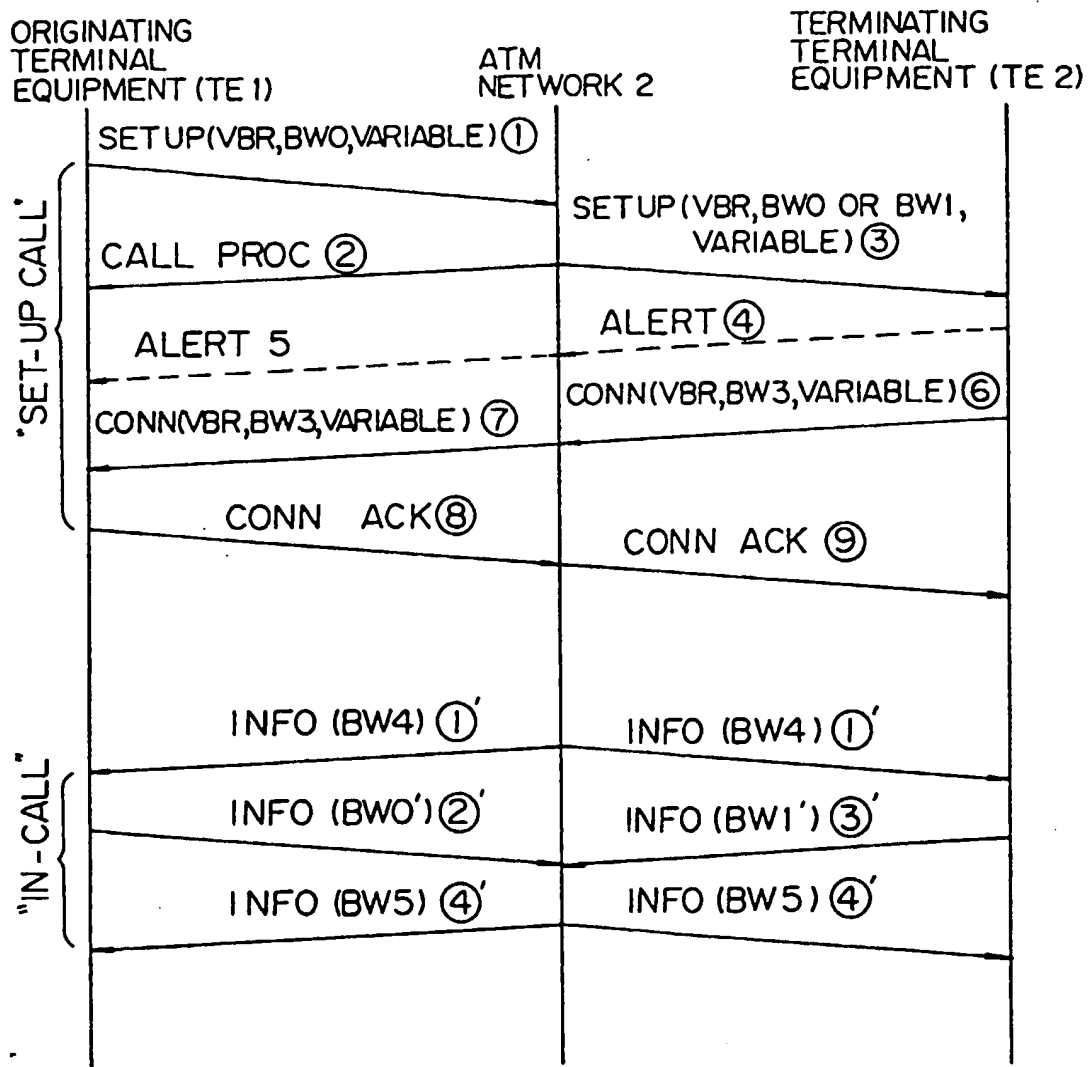 ORIGINATING
TERMINAL
EQUIPMENT (TE 1)
ATM
NETWORK 2
TERMINATING
TERMINAL
EQUIPMENT (TE 2)
SETUP(VBR,BW0,VARIABLE) ①
SETUP(VBR,BW0 OR BW1,
VARIABLE) ③
CALL PROC ②
ALERT ④
ALERT 5
CONN(VBR,BW3,VARIABLE) ⑥
CONN(VBR,BW3,VARIABLE) ⑦
CONN ACK ⑧
CONN ACK ⑨
"SET-UP CALL"
INFO (BW4) ①'
INFO (BW4) ①'
INFO (BW0') ②'
INFO (BW1') ③'
INFO (BW5) ④'
INFO (BW5) ④'
"IN-CALL"